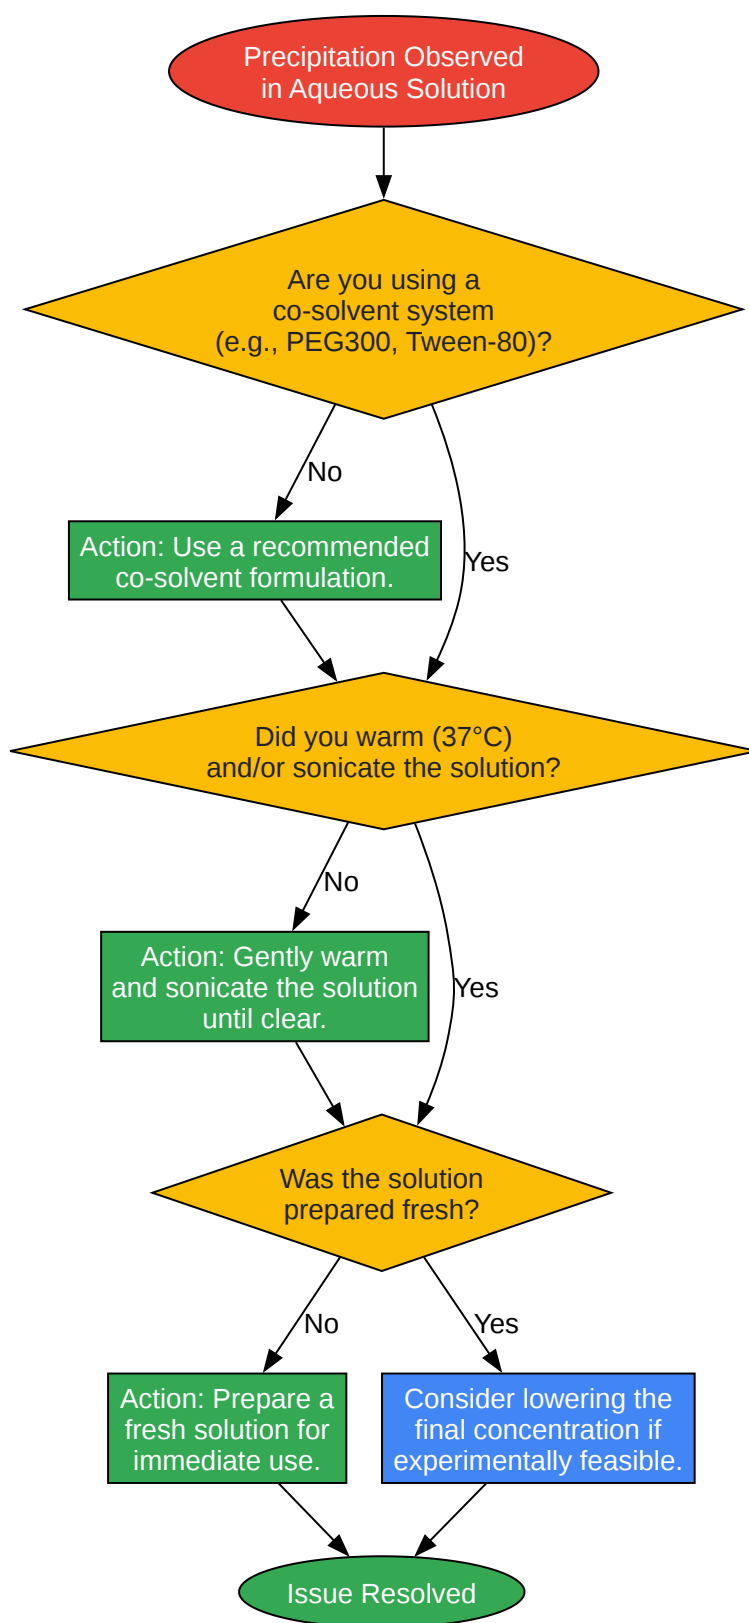 Precipitation Observed
in Aqueous Solution
Are you using a
co-solvent system
(e.g., PEG300, Tween-80)?
No
Yes
Action: Use a recommended
co-solvent formulation.
Did you warm (37°C)
and/or sonicate the solution?
No
Yes
Action: Gently warm
and sonicate the solution
until clear.
Was the solution
prepared fresh?
No
Yes
Action: Prepare a
fresh solution for
immediate use.
Consider lowering the
final concentration if
experimentally feasible.
Issue Resolved